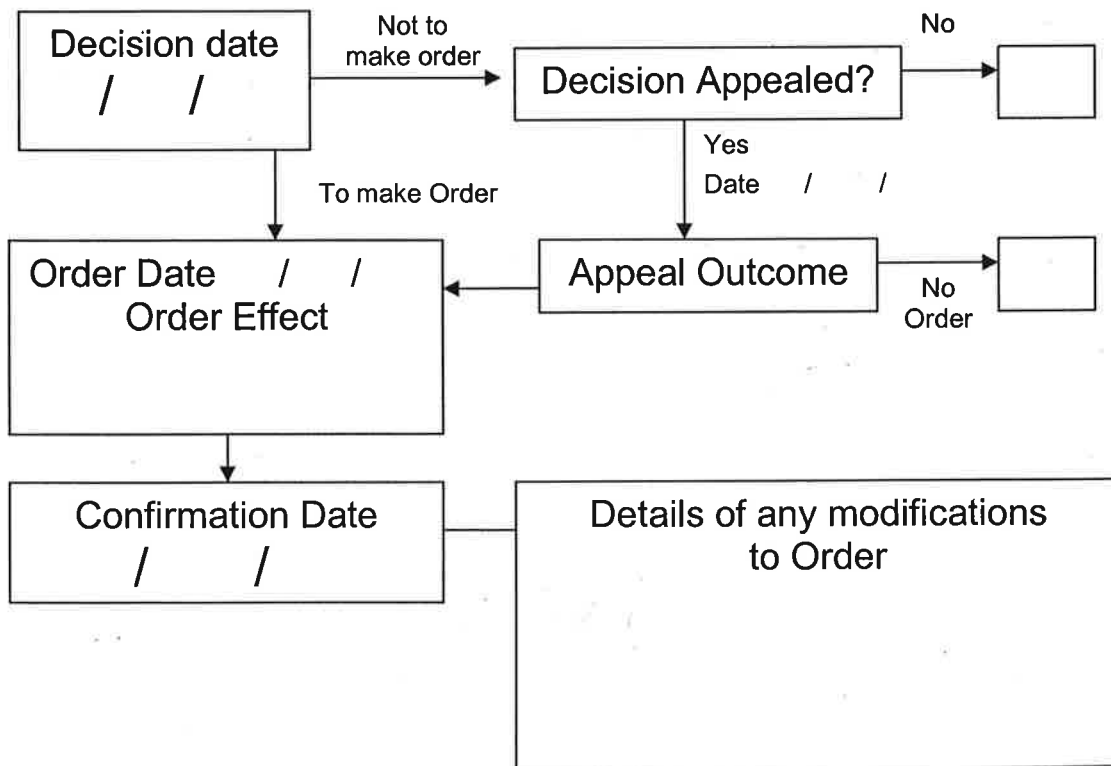 Decision date
/ /
Not to
make order
Decision Appealed?
No
Yes
Date / /
To make Order
Order Date / /
Order Effect
Appeal Outcome
No
Order
Confirmation Date
/ /
Details of any modifications
to Order